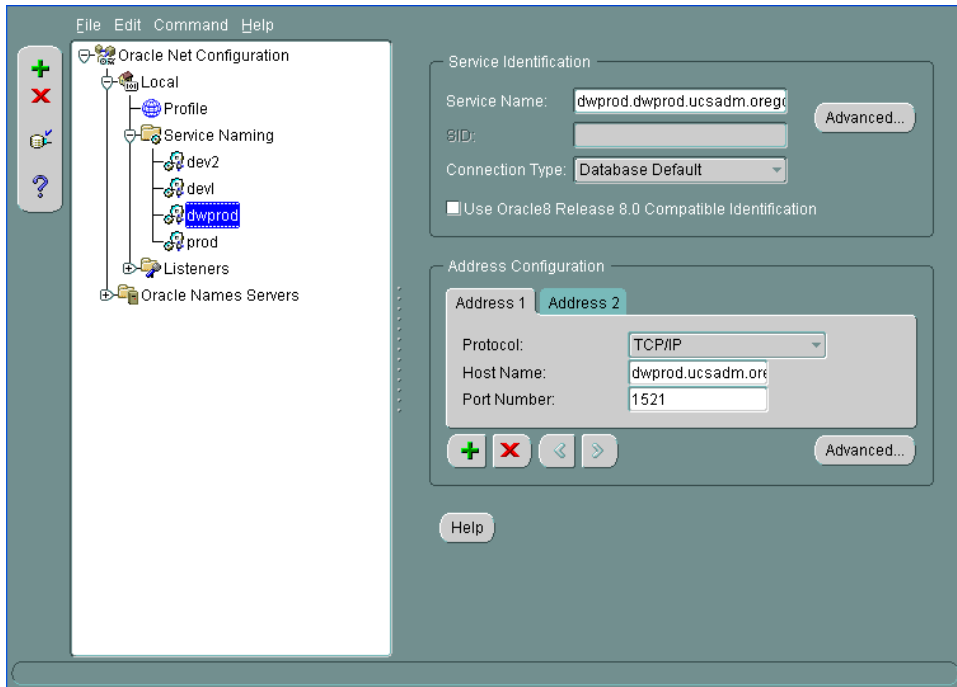 File Edit Command Help
Oracle Net Configuration
Local
Profile
Service Naming
dev2
devl
dwprod
prod
Listeners
Oracle Names Servers
Service Identification
Service Name: dwprod.dwprod.ucsadm.orego
Advanced...
SID:
Connection Type: Database Default
Use Oracle8 Release 8.0 Compatible Identification
Address Configuration
Address 1 Address 2
Protocol: TCP/IP
Host Name: dwprod.ucsadm.ore
Port Number: 1521
Advanced...
Help